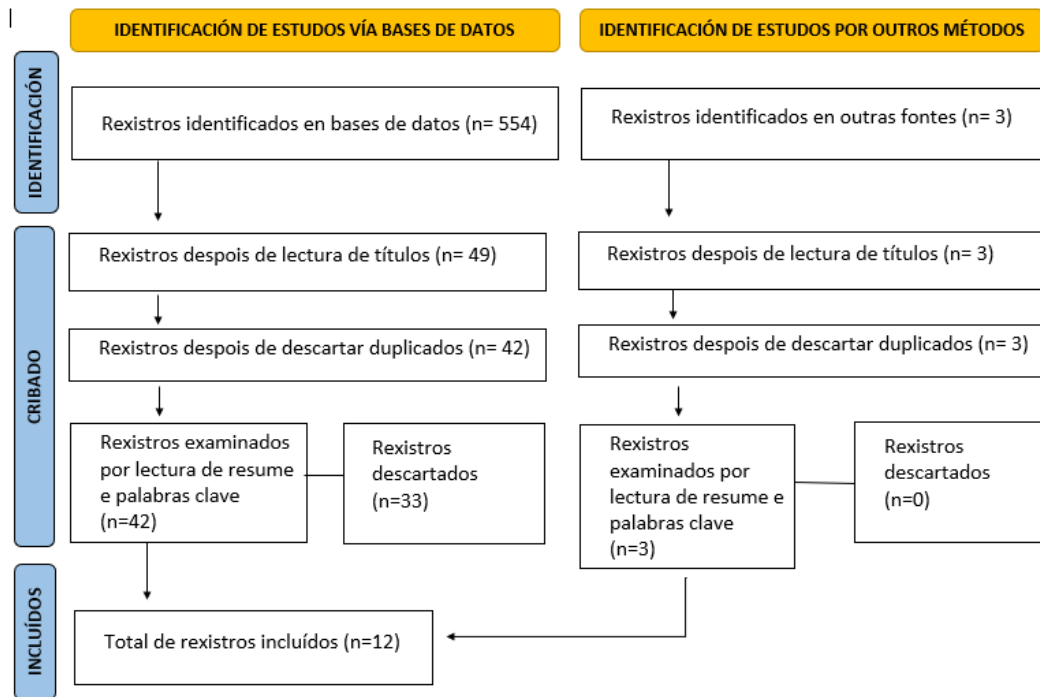 IDENTIFICACIÓN DE ESTUDOS VÍA BASES DE DATOS
IDENTIFICACIÓN DE ESTUDOS POR OUTROS MÉTODOS
IDENTIFICACIÓN
Rexistros identificados en bases de datos (n= 554)
Rexistros identificados en outras fontes (n= 3)
CRIBADO
Rexistros despois de lectura de títulos (n= 49)
Rexistros despois de lectura de títulos (n= 3)
Rexistros despois de descartar duplicados (n= 42)
Rexistros despois de descartar duplicados (n= 3)
Rexistros examinados
por lectura de resume
e palabras clave
(n=42)
Rexistros
descartados
(n=33)
Rexistros
examinados por
lectura de resume e
palabras clave
(n=3)
Rexistros
descartados
(n=0)
INCLUÍDOS
Total de rexistros incluídos (n=12)